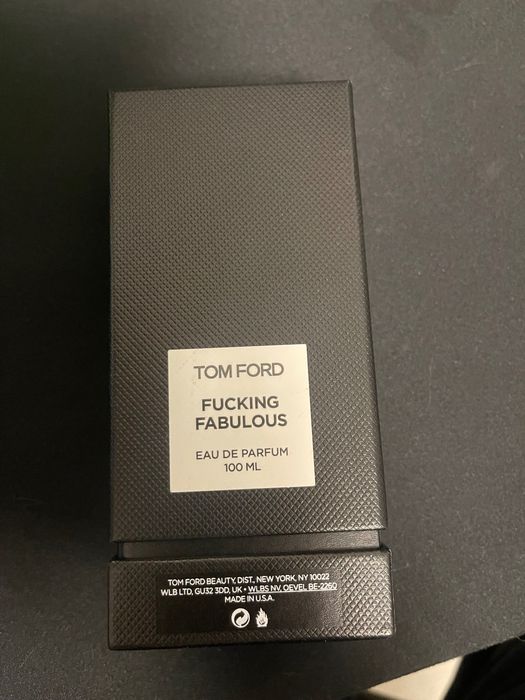 TOM FORD
FUCKING
FABULOUS
EAU DE PARFUM
100 ML
TOM FORD BEAUTY, DIST., NEW YORK, NY 10022
WLB LTD, GU32 3DD, UK • WLBS NV, OEVEL BE-2260
MADE IN U.S.A.